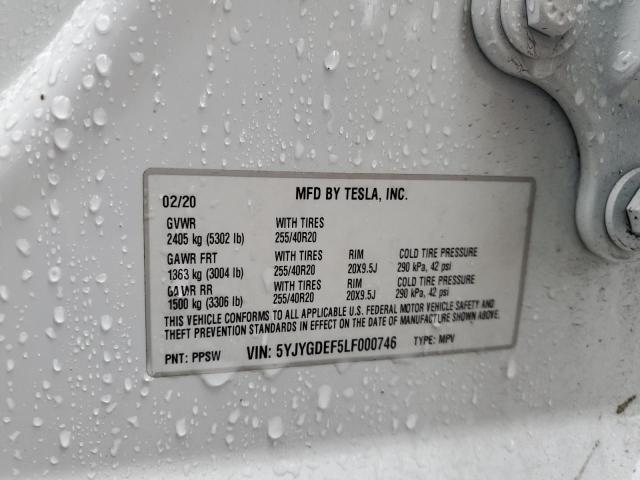 02/20 MFD BY TESLA, INC.
GVWR WITH TIRES
2405 kg (5302 lb) 255/40R20
GAWR FRT WITH TIRES RIM COLD TIRE PRESSURE
1363 kg (3004 lb) 255/40R20 20X9.5J 290 kPa, 42 psi
GAWR RR WITH TIRES RIM COLD TIRE PRESSURE
1500 kg (3306 lb) 255/40R20 20X9.5J 290 kPa, 42 psi
THIS VEHICLE CONFORMS TO ALL APPLICABLE U.S. FEDERAL MOTOR VEHICLE SAFETY AND
THEFT PREVENTION STANDARDS IN EFFECT ON THE DATE OF MANUFACTURE SHOWN ABOVE.
PNT: PPSW VIN: 5YJYGDEF5LF000746 TYPE: MPV